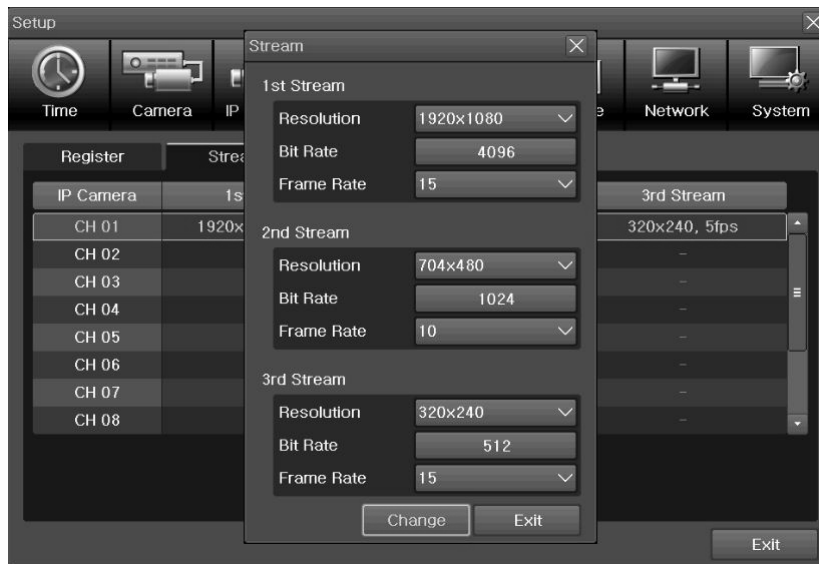 Setup
Time
Camera
IP
Network
System
Register
IP Camera
3rd Stream
CH 01
1920x
320x240, 5fps
CH 02
–
CH 03
–
CH 04
–
CH 05
–
CH 06
–
CH 07
–
CH 08
–
Exit
Stream
1st Stream
Resolution 1920x1080
Bit Rate 4096
Frame Rate 15
2nd Stream
Resolution 704x480
Bit Rate 1024
Frame Rate 10
3rd Stream
Resolution 320x240
Bit Rate 512
Frame Rate 15
Change Exit